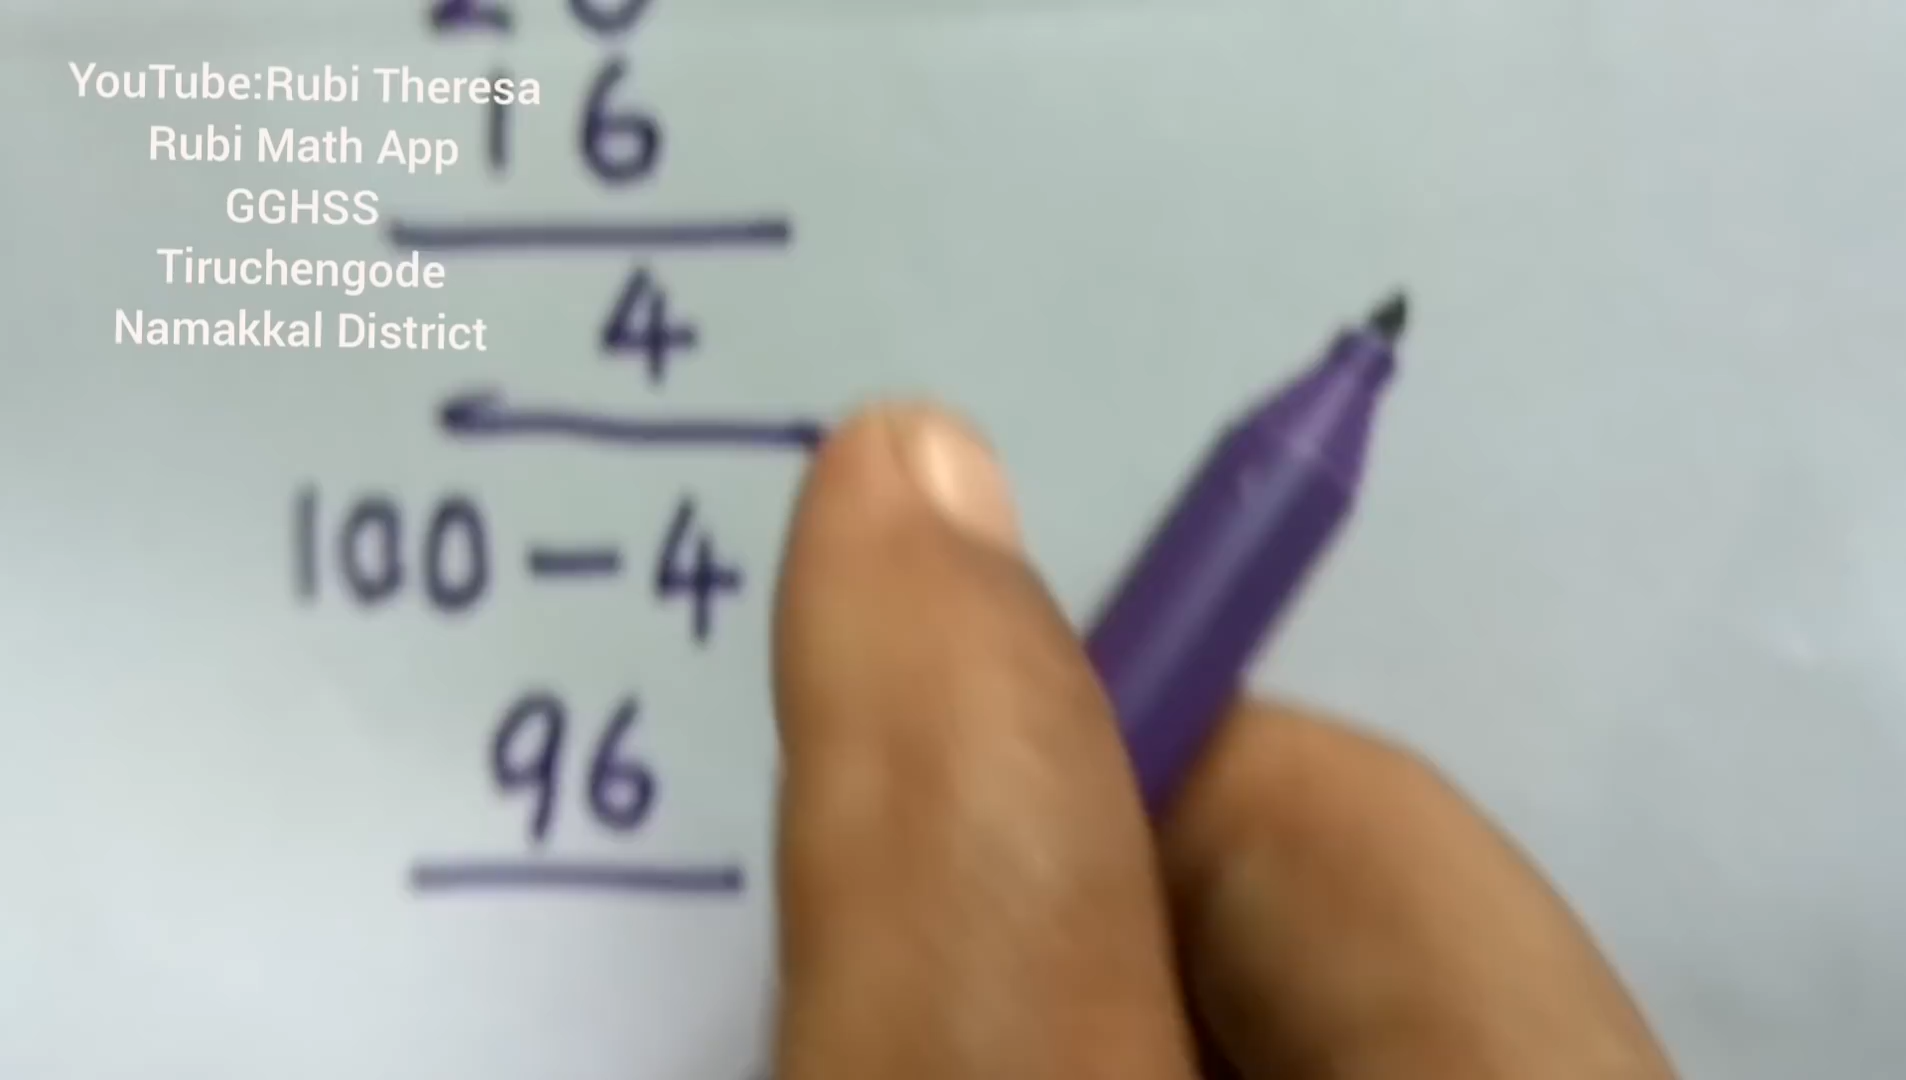 YouTube:Rubi Theresa
Rubi Math App
GGHSS
Tiruchengode
Namakkal District
16
4
100-4
96